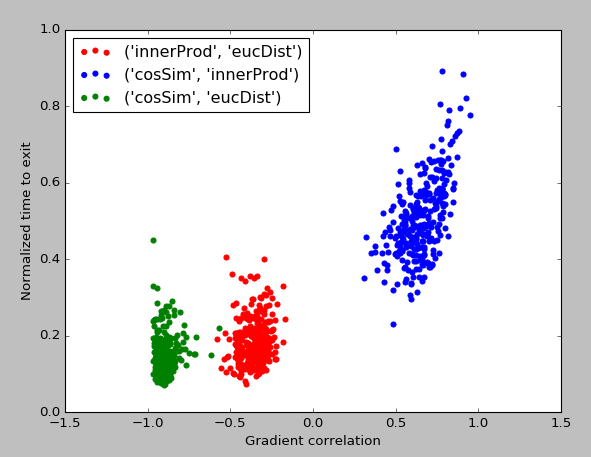 1.0
0.8
0.6
0.4
0.2
0.0
Normalized time to exit
('innerProd', 'eucDist')
('cosSim', 'innerProd')
('cosSim', 'eucDist')
−1.5 −1.0 −0.5 0.0 0.5 1.0 1.5
Gradient correlation